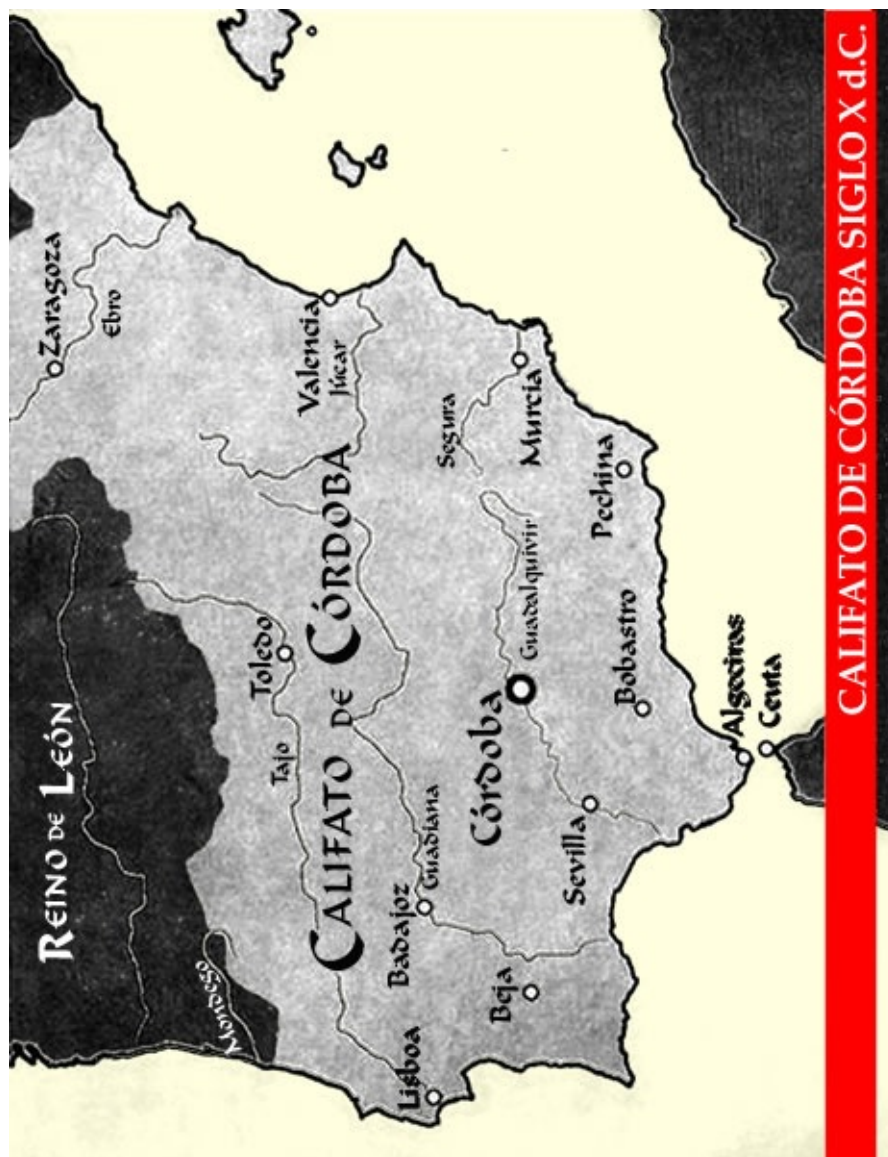 REINO DE LEÓN
Zaragoza
Ebro
Mondego
Toledo
Tajo
Valencia
Júcar
CALIFATO DE CÓRDOBA
Badajoz
Guadiana
Lisboa
Segura
Córdoba
Beja
Guadalquivir
Murcia
Sevilla
Pechina
Bobastro
Algeciras
Ceuta
CALIFATO DE CÓRDOBA SIGLO X d.C.